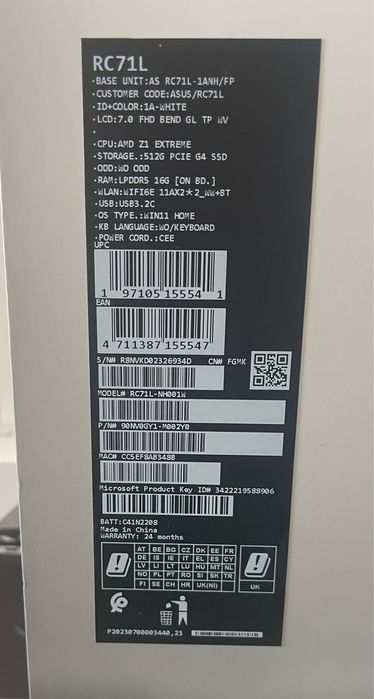 RC71L
·BASE UNIT:AS RC71L-1ANH/FP
·CUSTOMER CODE:ASUS/RC71L
·ID+COLOR:1A-WHITE
·LCD:7.0 FHD BEND GL TP WV
·
·CPU:AMD Z1 EXTREME
·STORAGE.:512G PCIE G4 SSD
·ODD:WO ODD
·RAM:LPDDR5 16G [ON BD.]
·WLAN:WIFI6E 11AX2*2_WW+BT
·USB:USB3.2C
·OS TYPE.:WIN11 HOME
·KB LANGUAGE:WO/KEYBOARD
·POWER CORD.:CEE
UPC
1 97105 15554 1
EAN
4 711387 155547
S/N# R8NVKD02326934D CN# FGMK
MODEL# RC71L-NH001W
P/N# 90NV0GY1-M002Y0
MAC# CC5EF8AB348B
Microsoft Product Key ID# 3422219588906
BATT:C41N2208
Made in China
WARRANTY: 24 months
AT BE BG CZ DK EE FR
DE IS IE IT EL ES CY
LV LI LT LU HU MT NL
NO PL PT RO SI SK TR
FI SE CH HR UK(NI)
UK
P20230700003440,23